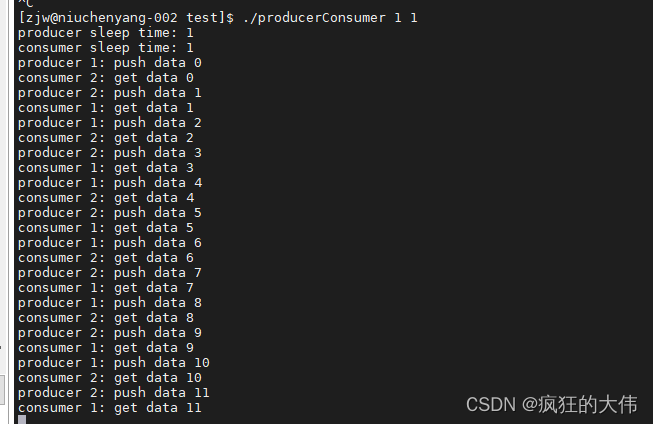 ^C
[zjw@niuchenyang-002 test]$ ./producerConsumer 1 1
producer sleep time: 1
consumer sleep time: 1
producer 1: push data 0
consumer 2: get data 0
producer 2: push data 1
consumer 1: get data 1
producer 1: push data 2
consumer 2: get data 2
producer 2: push data 3
consumer 1: get data 3
producer 1: push data 4
consumer 2: get data 4
producer 2: push data 5
consumer 1: get data 5
producer 1: push data 6
consumer 2: get data 6
producer 2: push data 7
consumer 1: get data 7
producer 1: push data 8
consumer 2: get data 8
producer 2: push data 9
consumer 1: get data 9
producer 1: push data 10
consumer 2: get data 10
producer 2: push data 11
consumer 1: get data 11
CSDN @疯狂的大伟